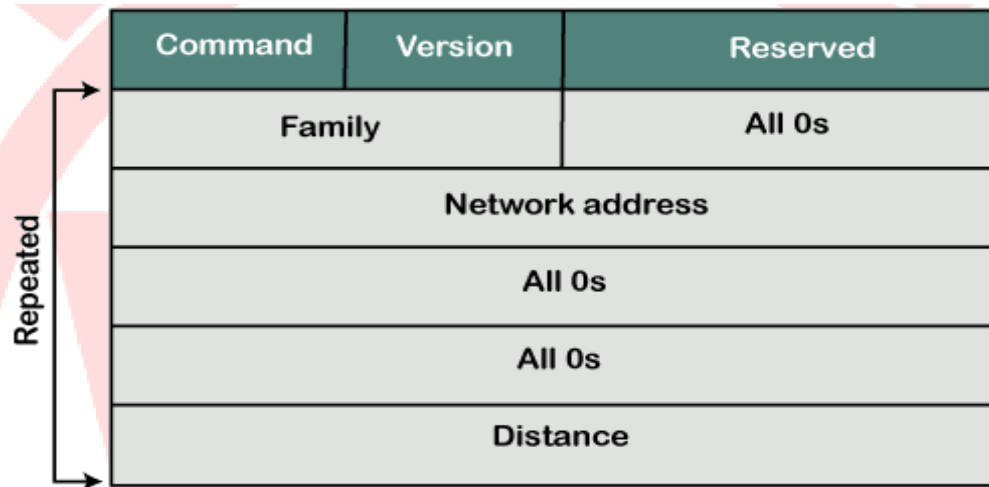 Command Version Reserved
Family All 0s
Network address
All 0s
All 0s
Distance
Repeated